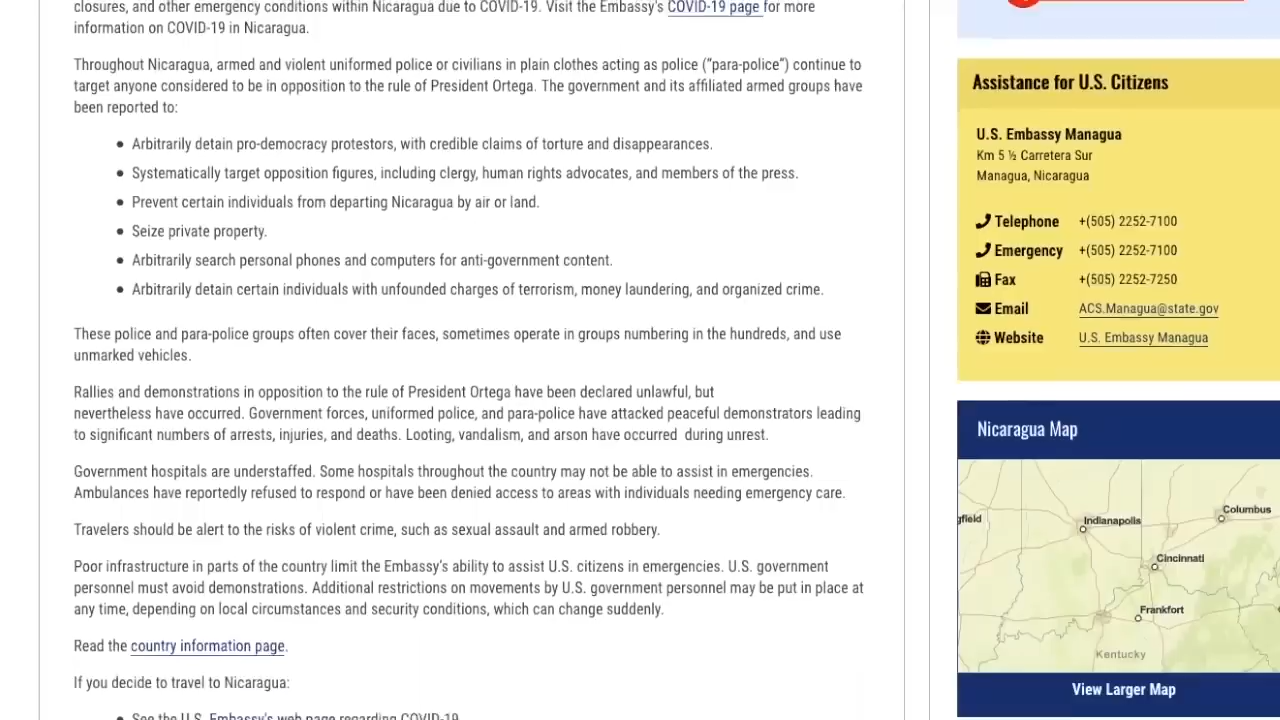 closures, and other emergency conditions within Nicaragua due to COVID-19. Visit the Embassy's COVID-19 page for more
information on COVID-19 in Nicaragua.
Throughout Nicaragua, armed and violent uniformed police or civilians in plain clothes acting as police (“para-police”) continue to
target anyone considered to be in opposition to the rule of President Ortega. The government and its affiliated armed groups have
been reported to:
● Arbitrarily detain pro-democracy protestors, with credible claims of torture and disappearances.
● Systematically target opposition figures, including clergy, human rights advocates, and members of the press.
● Prevent certain individuals from departing Nicaragua by air or land.
● Seize private property.
● Arbitrarily search personal phones and computers for anti-government content.
● Arbitrarily detain certain individuals with unfounded charges of terrorism, money laundering, and organized crime.
These police and para-police groups often cover their faces, sometimes operate in groups numbering in the hundreds, and use
unmarked vehicles.
Rallies and demonstrations in opposition to the rule of President Ortega have been declared unlawful, but
nevertheless have occurred. Government forces, uniformed police, and para-police have attacked peaceful demonstrators leading
to significant numbers of arrests, injuries, and deaths. Looting, vandalism, and arson have occurred during unrest.
Government hospitals are understaffed. Some hospitals throughout the country may not be able to assist in emergencies.
Ambulances have reportedly refused to respond or have been denied access to areas with individuals needing emergency care.
Travelers should be alert to the risks of violent crime, such as sexual assault and armed robbery.
Poor infrastructure in parts of the country limit the Embassy's ability to assist U.S. citizens in emergencies. U.S. government
personnel must avoid demonstrations. Additional restrictions on movements by U.S. government personnel may be put in place at
any time, depending on local circumstances and security conditions, which can change suddenly.
Read the country information page.
If you decide to travel to Nicaragua:
● See the U.S. Embassy's web page regarding COVID-19.
Assistance for U.S. Citizens
U.S. Embassy Managua
Km 5 ½ Carretera Sur
Managua, Nicaragua
Telephone +(505) 2252-7100
Emergency +(505) 2252-7100
Fax +(505) 2252-7250
Email ACS.Managua@state.gov
Website U.S. Embassy Managua
Nicaragua Map
gfield
Indianapolis
Columbus
Cincinnati
Frankfort
Kentucky
View Larger Map